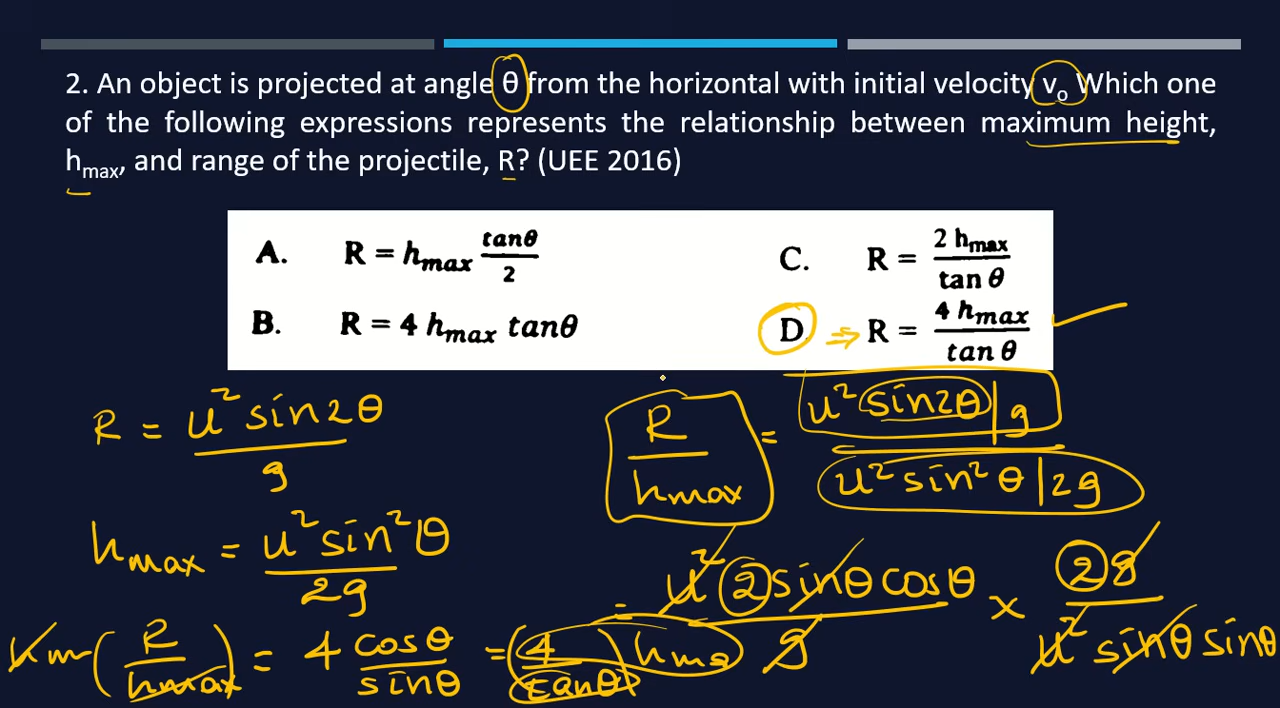 2. An object is projected at angle θ from the horizontal with initial velocity v₀ Which one
of the following expressions represents the relationship between maximum height,
hₘₐₓ, and range of the projectile, R? (UEE 2016)
A. R = hₘₐₓ tanθ/2
B. R = 4 hₘₐₓ tanθ
C. R = 2 hₘₐₓ/tan θ
D ⇒ R = 4 hₘₐₓ/tan θ ✓
R = u² sin2θ/g
hmax = u² sin²θ/2g
R/hmax = u² sin2θ|g / u² sin²θ|2g
= u² 2 sinθ cosθ/g × 2g/u² sinθ sinθ
(R/hmax) = 4 cosθ/sinθ = (4/tanθ)